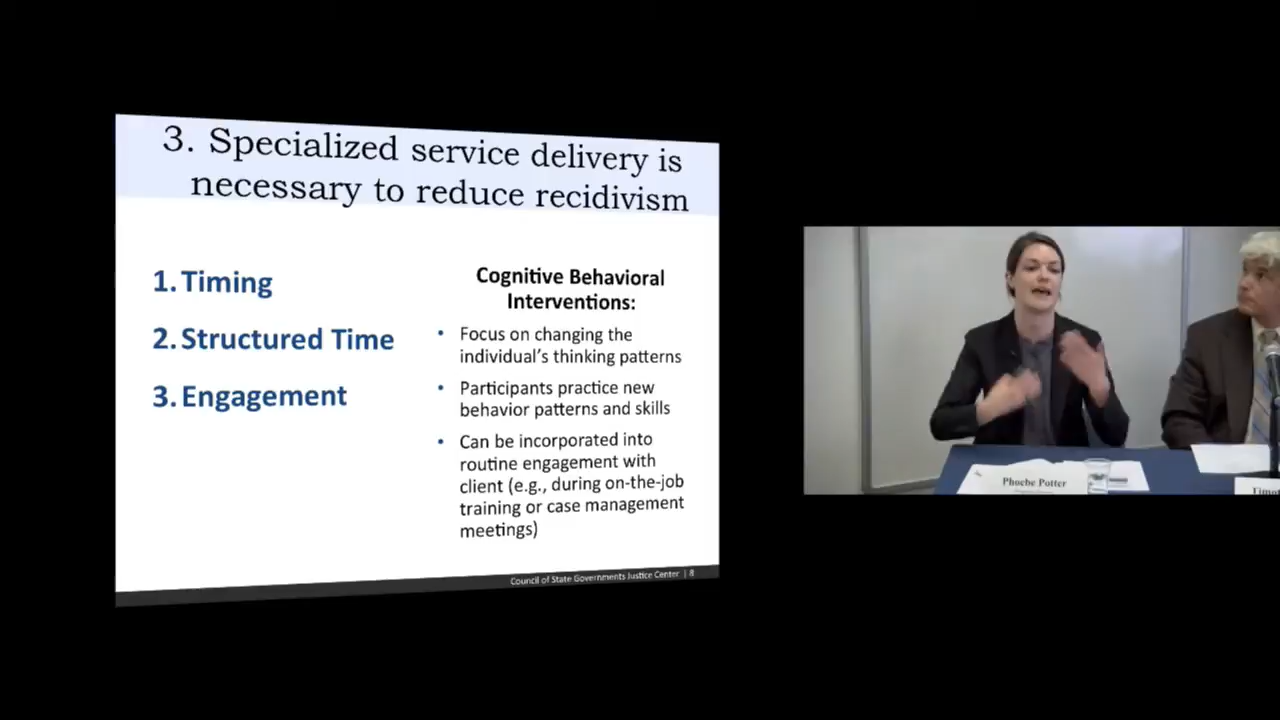 3. Specialized service delivery is
necessary to reduce recidivism
1. Timing
2. Structured Time
3. Engagement
Cognitive Behavioral
Interventions:
• Focus on changing the
individual's thinking patterns
• Participants practice new
behavior patterns and skills
• Can be incorporated into
routine engagement with
client (e.g., during on-the-job
training or case management
meetings)
Council of State Governments Justice Center | 8
Phoebe Potter